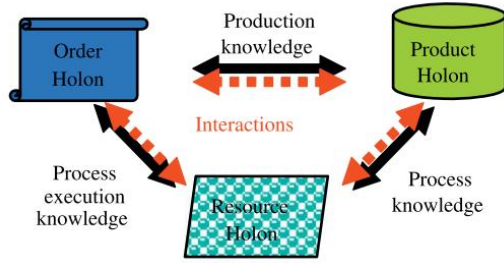 Production
knowledge
Order
Holon
Product
Holon
Interactions
Process
execution
knowledge
Resource
Holon
Process
knowledge